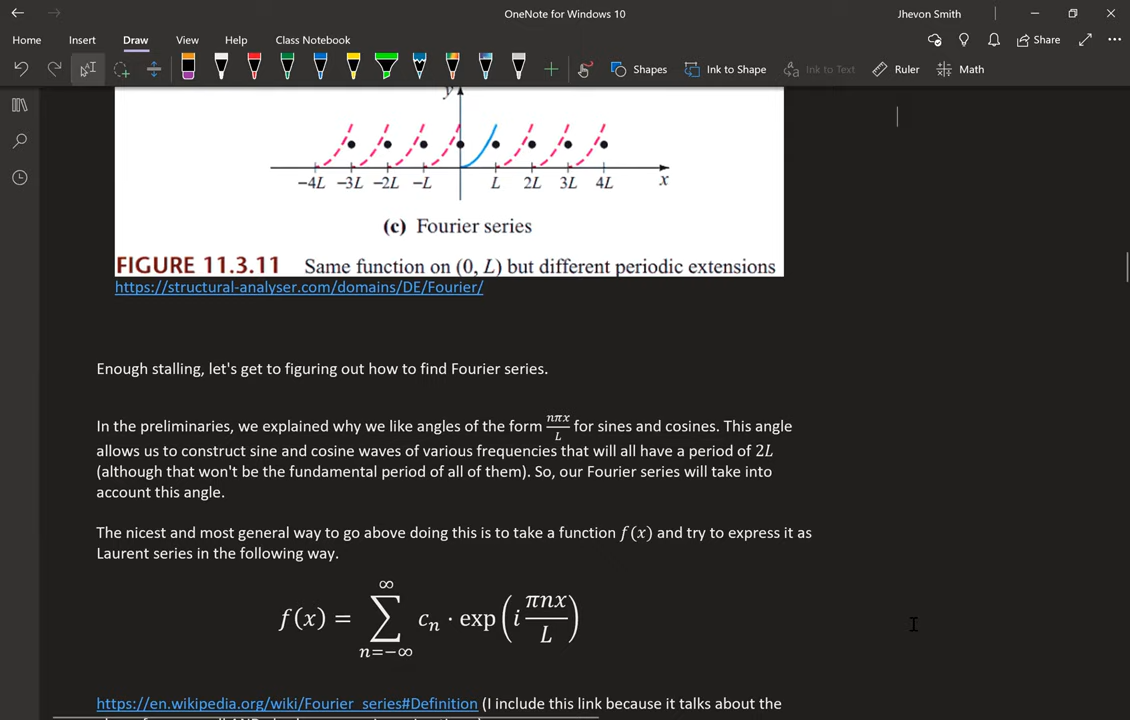 OneNote for Windows 10
Jhevon Smith
Home Insert Draw View Help Class Notebook
Share
Shapes Ink to Shape Ink to Text Ruler Math
y
−4L −3L −2L −L L 2L 3L 4L x
(c) Fourier series
FIGURE 11.3.11 Same function on (0, L) but different periodic extensions
https://structural-analyser.com/domains/DE/Fourier/
Enough stalling, let's get to figuring out how to find Fourier series.
In the preliminaries, we explained why we like angles of the form nπx/L for sines and cosines. This angle
allows us to construct sine and cosine waves of various frequencies that will all have a period of 2L
(although that won't be the fundamental period of all of them). So, our Fourier series will take into
account this angle.
The nicest and most general way to go above doing this is to take a function f(x) and try to express it as
Laurent series in the following way.
f(x) = ∑_{n=−∞}^{∞} c_n · exp(i πnx/L)
https://en.wikipedia.org/wiki/Fourier_series#Definition (I include this link because it talks about the